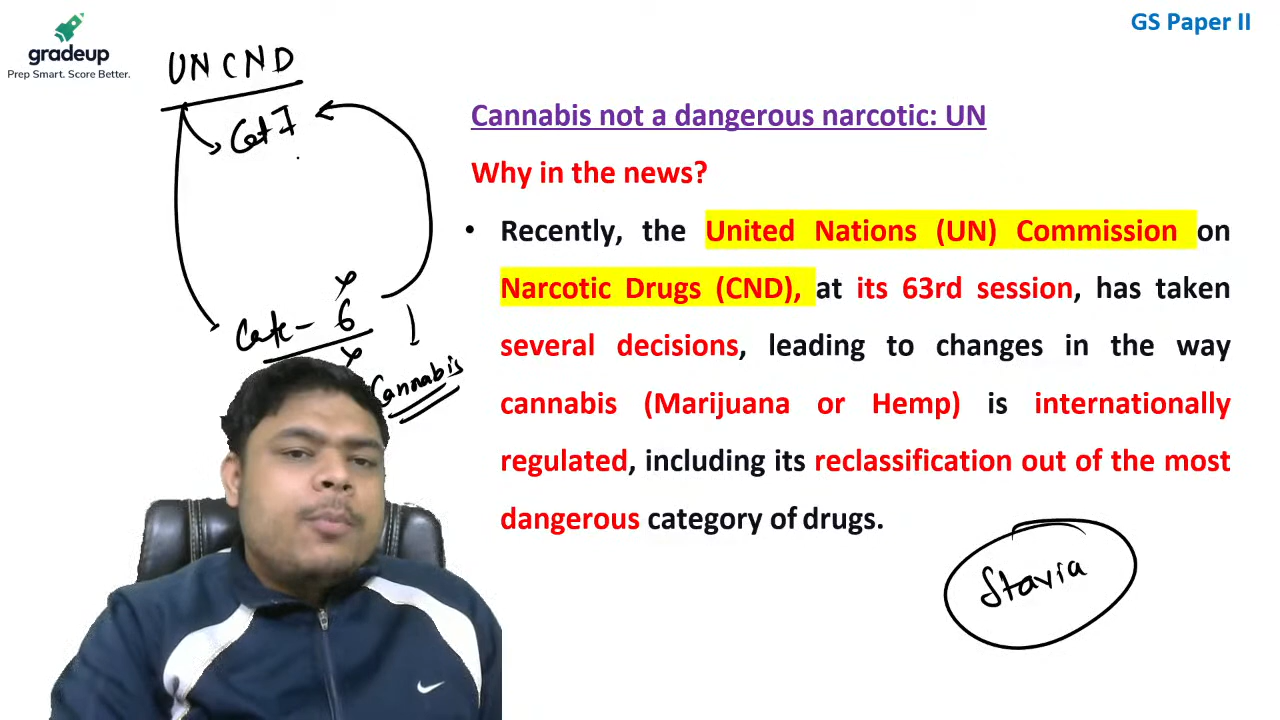 GS Paper II
gradeup
Prep Smart. Score Better.
UNCND
Cat 7
Cate - 6
Cannabis
Cannabis not a dangerous narcotic: UN
Why in the news?
• Recently, the United Nations (UN) Commission on
Narcotic Drugs (CND), at its 63rd session, has taken
several decisions, leading to changes in the way
cannabis (Marijuana or Hemp) is internationally
regulated, including its reclassification out of the most
dangerous category of drugs.
Stavia